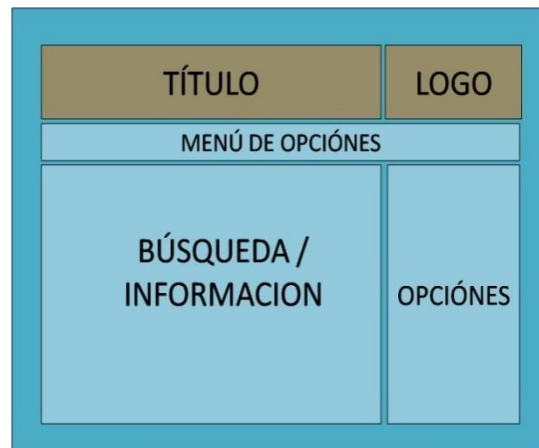 TÍTULO
LOGO
MENÚ DE OPCIÓNES
BÚSQUEDA /
INFORMACION
OPCIÓNES